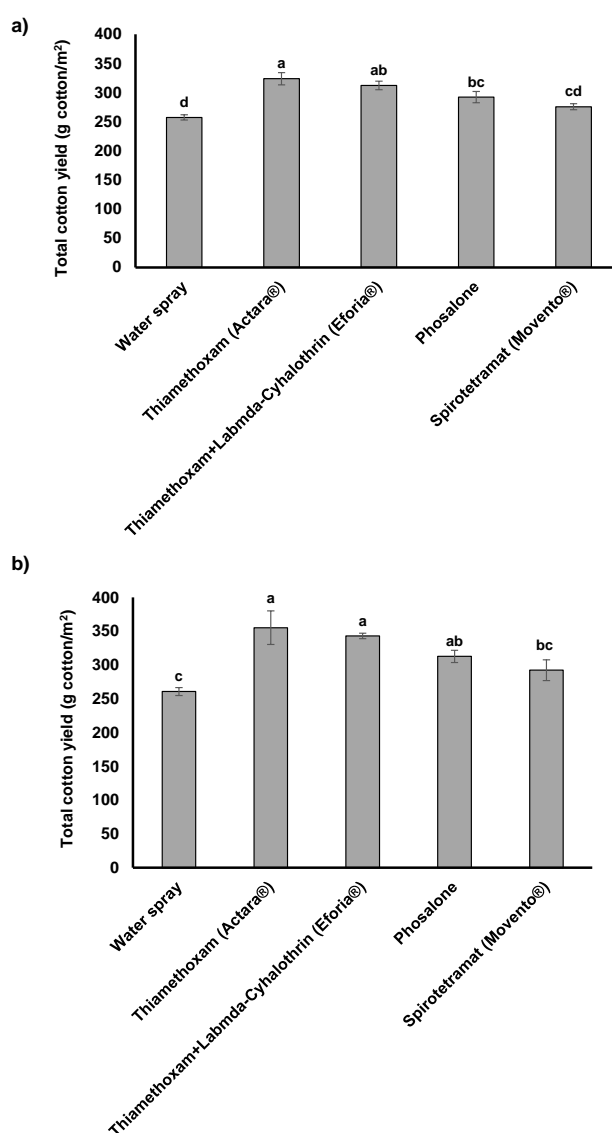 a)
Total cotton yield (g cotton/m²)
400
350
300
250
200
150
100
50
0
d
a
ab
bc
cd
Water spray
Thiamethoxam (Actara®)
Thiamethoxam+Labmda-Cyhalothrin (Eforia®)
Phosalone
Spirotetramat (Movento®)
b)
Total cotton yield (g cotton/m²)
400
350
300
250
200
150
100
50
0
c
a
a
ab
bc
Water spray
Thiamethoxam (Actara®)
Thiamethoxam+Labmda-Cyhalothrin (Eforia®)
Phosalone
Spirotetramat (Movento®)